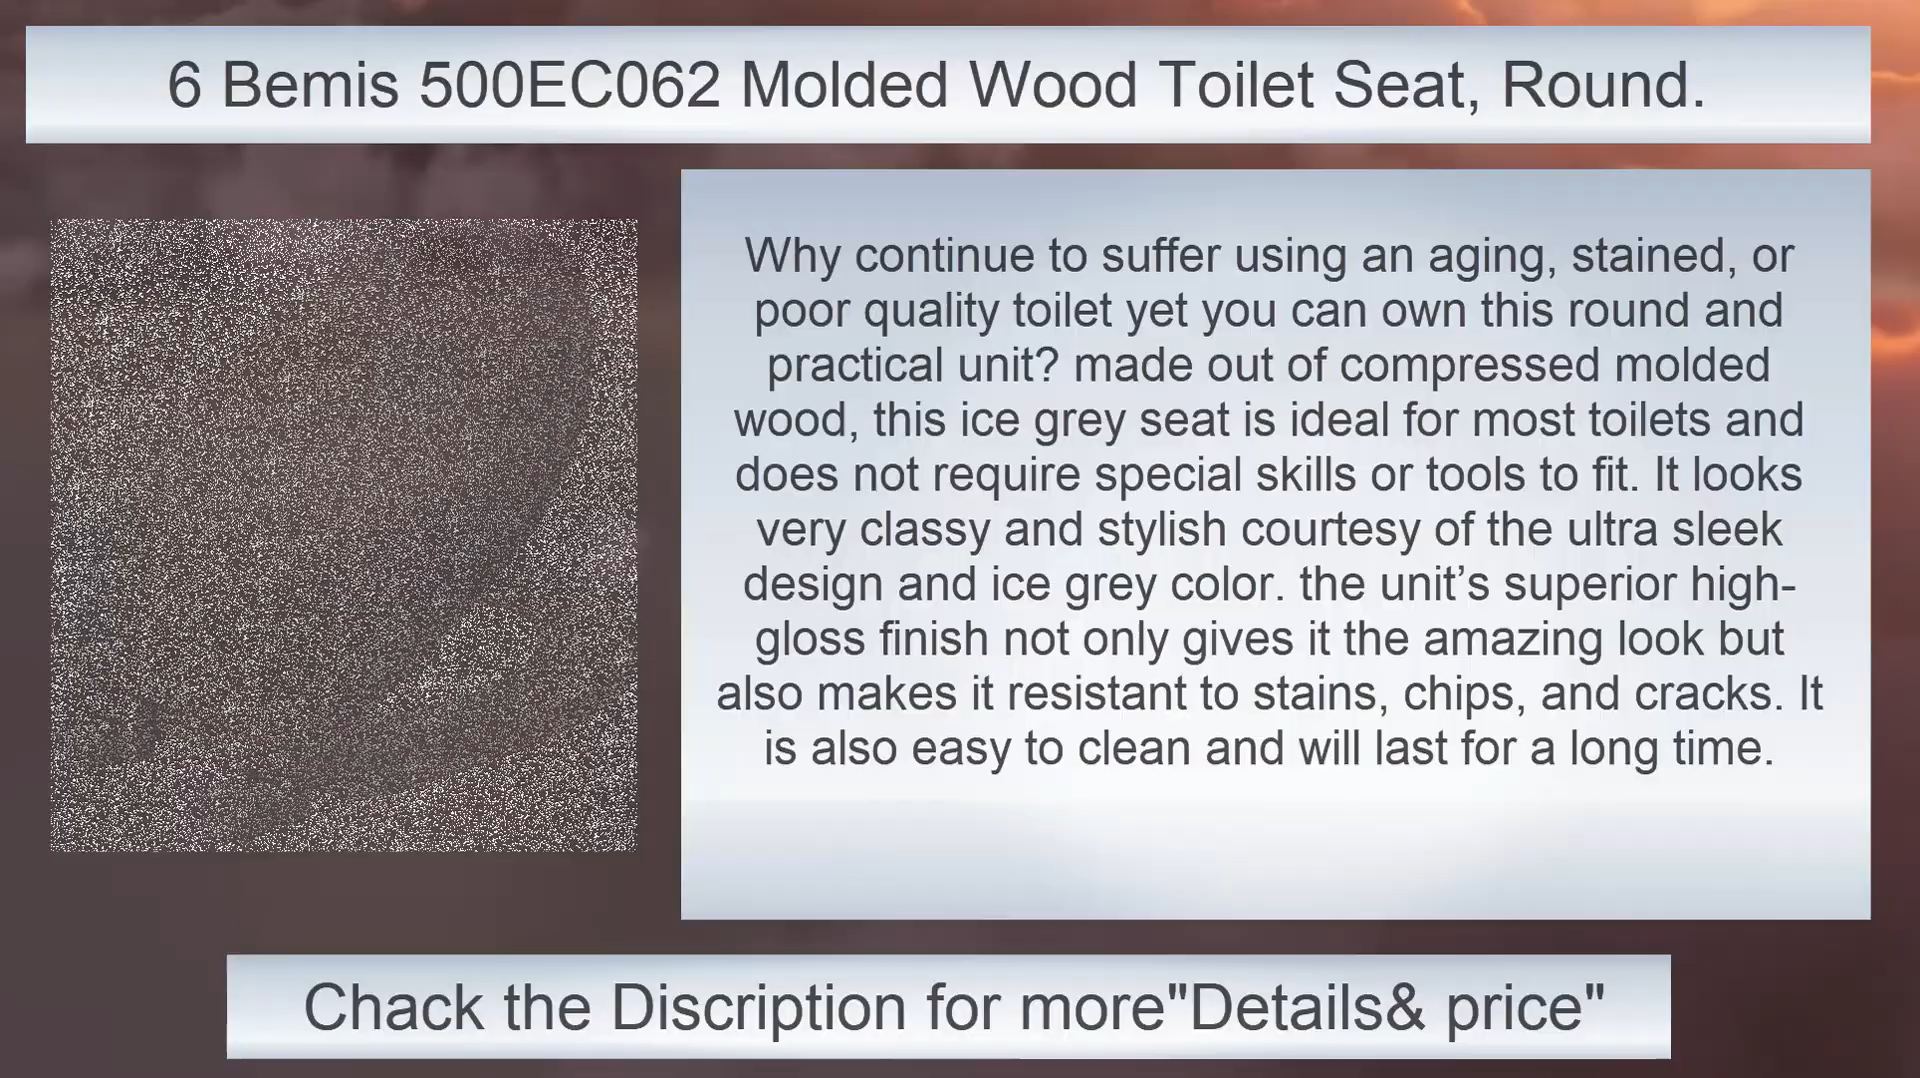 6 Bemis 500EC062 Molded Wood Toilet Seat, Round.
Why continue to suffer using an aging, stained, or
poor quality toilet yet you can own this round and
practical unit? made out of compressed molded
wood, this ice grey seat is ideal for most toilets and
does not require special skills or tools to fit. It looks
very classy and stylish courtesy of the ultra sleek
design and ice grey color. the unit’s superior high-
gloss finish not only gives it the amazing look but
also makes it resistant to stains, chips, and cracks. It
is also easy to clean and will last for a long time.
Chack the Discription for more"Details& price"